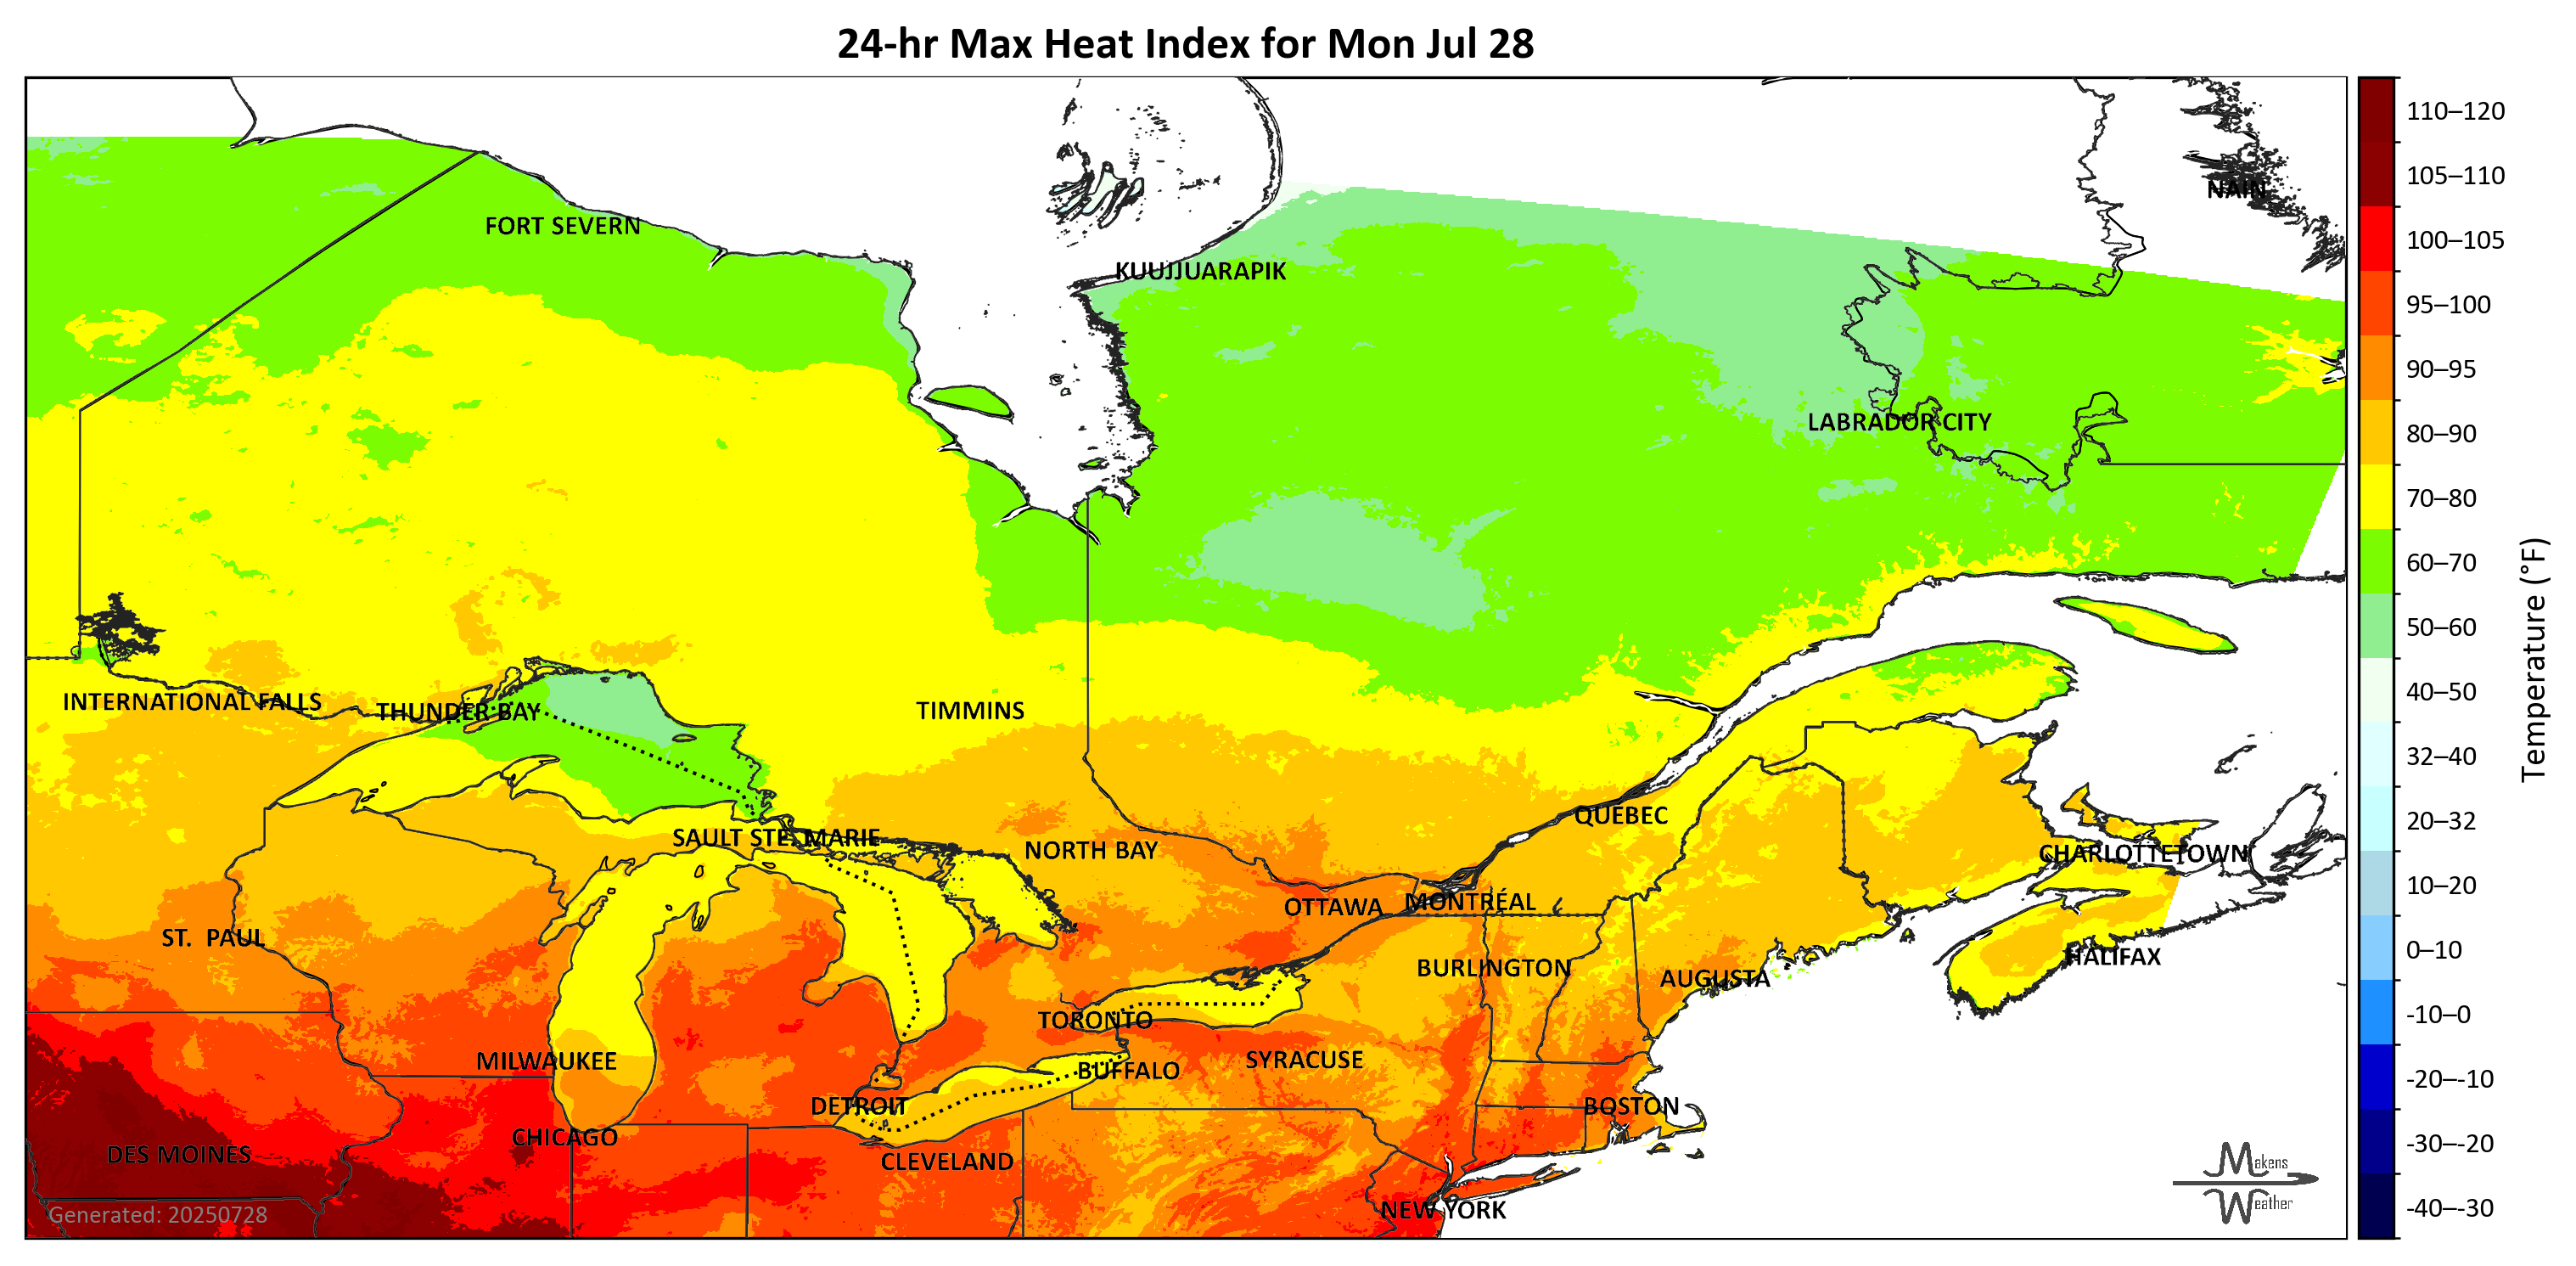 24-hr Max Heat Index for Mon Jul 28
NAIN
FORT SEVERN
KUUJJUARAPIK
LABRADOR CITY
INTERNATIONAL FALLS
THUNDER BAY
TIMMINS
QUÉBEC
SAULT STE. MARIE
NORTH BAY
CHARLOTTETOWN
OTTAWA
MONTRÉAL
ST. PAUL
HALIFAX
BURLINGTON
AUGUSTA
TORONTO
MILWAUKEE
BUFFALO
SYRACUSE
DETROIT
BOSTON
CHICAGO
DES MOINES
CLEVELAND
NEW YORK
Generated: 20250728
Makens
Weather
110–120
105–110
100–105
95–100
90–95
80–90
70–80
60–70
50–60
40–50
32–40
20–32
10–20
0–10
-10–0
-20–-10
-30–-20
-40–-30
Temperature (°F)